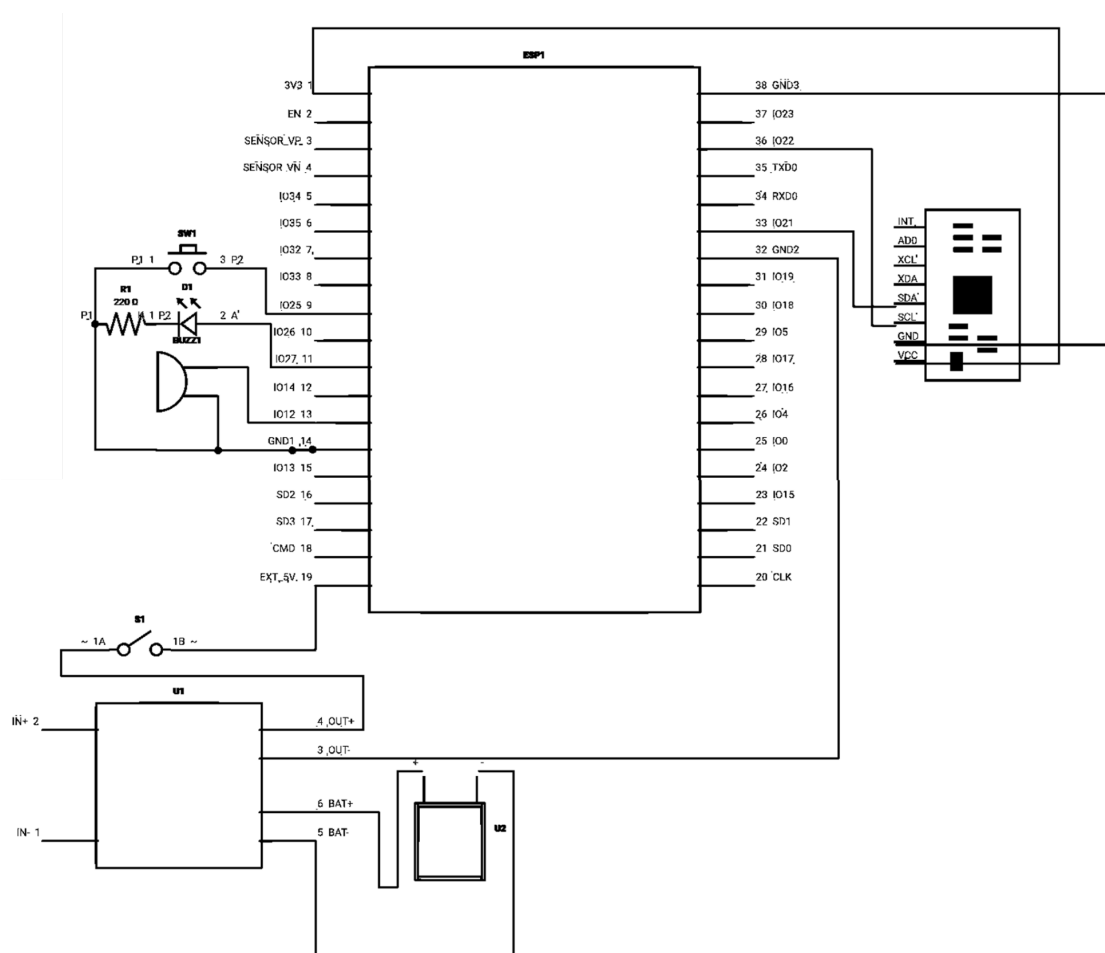 ESP1
3V3 1
EN 2
SENSOR_VP 3
SENSOR_VN 4
IO34 5
IO35 6
IO32 7
IO33 8
IO25 9
IO26 10
IO27 11
IO14 12
IO12 13
GND1 14
IO13 15
SD2 16
SD3 17
CMD 18
EXT_5V 19
38 GND3
37 IO23
36 IO22
35 TXD0
34 RXD0
33 IO21
32 GND2
31 IO19
30 IO18
29 IO5
28 IO17
27 IO16
26 IO4
25 IO0
24 IO2
23 IO15
22 SD1
21 SD0
20 CLK
INT
AD0
XCL
XDA
SDA
SCL
GND
VCC
SW1
P1 1
3 P2
R1
220 Ω
D1
P1
1 P2
2 A
BUZZ1
S1
~ 1A
1B ~
U1
IN+ 2
IN- 1
4 OUT+
3 OUT-
6 BAT+
5 BAT-
+
-
U2